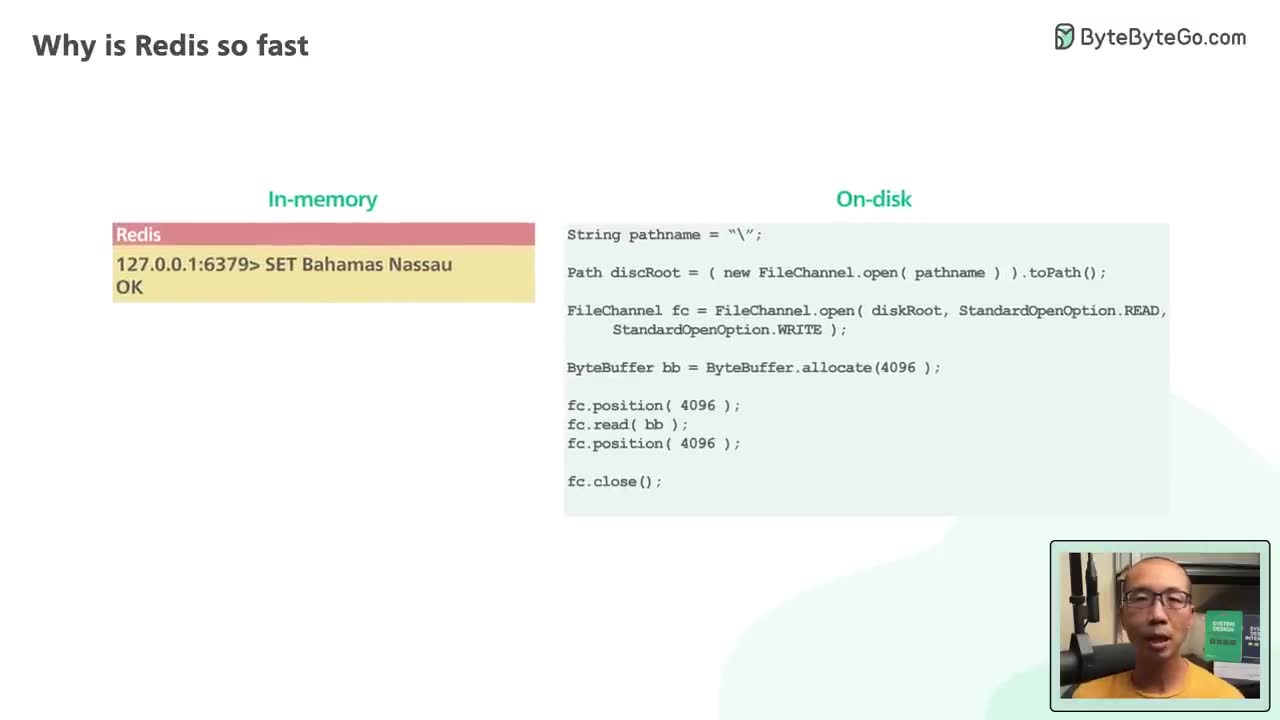 Why is Redis so fast
ByteByteGo.com
In-memory
Redis
127.0.0.1:6379> SET Bahamas Nassau
OK
On-disk
String pathname = “\”;
Path discRoot = ( new FileChannel.open( pathname ) ).toPath();
FileChannel fc = FileChannel.open( diskRoot, StandardOpenOption.READ,
StandardOpenOption.WRITE );
ByteBuffer bb = ByteBuffer.allocate(4096 );
fc.position( 4096 );
fc.read( bb );
fc.position( 4096 );
fc.close();
SYSTEM
DESIGN